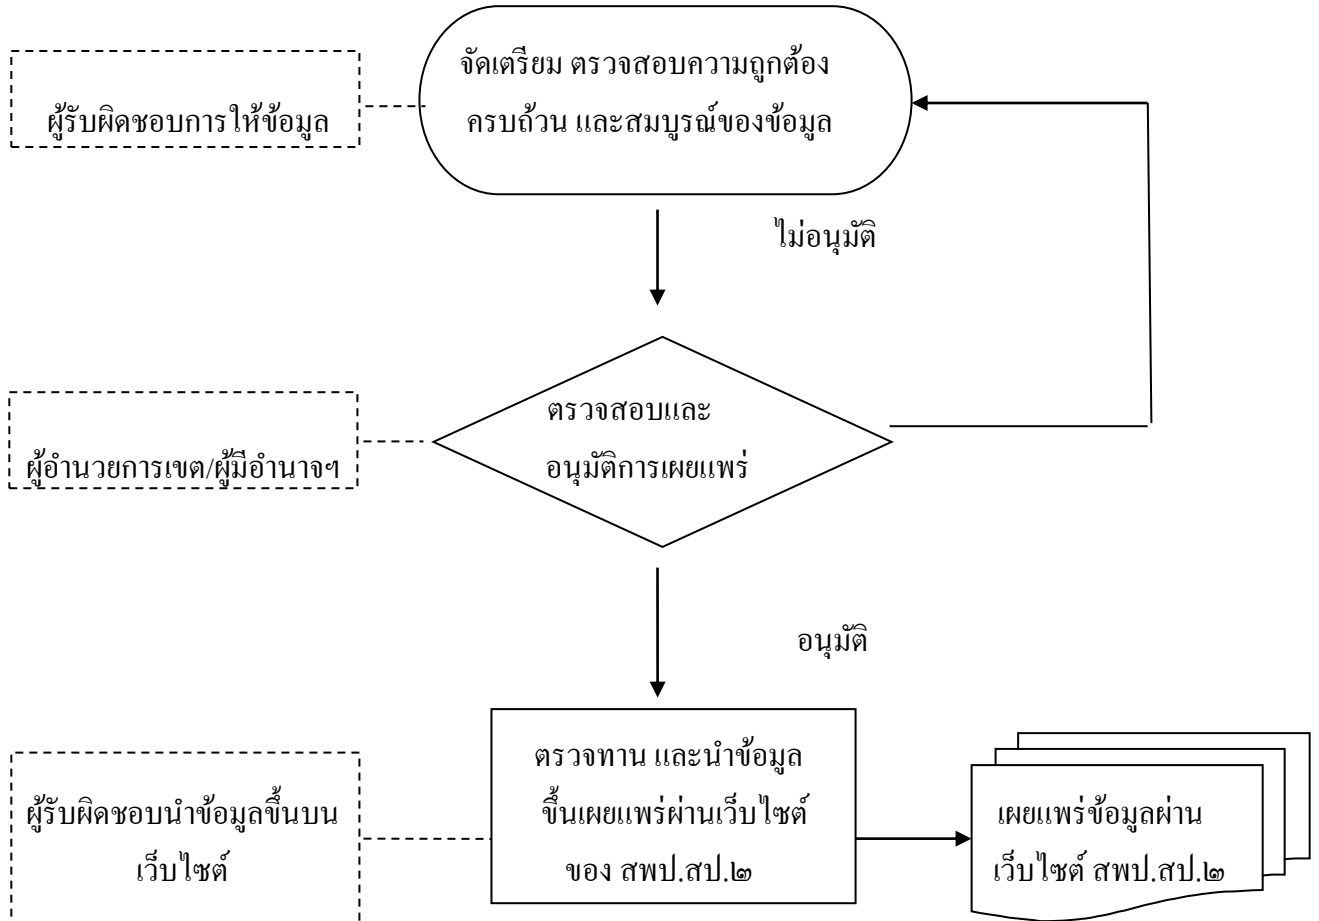 จัดเตรียม ตรวจสอบความถูกต้อง
ครบถ้วน และสมบูรณ์ของข้อมูล
ผู้รับผิดชอบการให้ข้อมูล
ไม่อนุมัติ
ตรวจสอบและ
อนุมัติการเผยแพร่
ผู้อำนวยการเขต/ผู้มีอำนาจฯ
อนุมัติ
ตรวจทาน และนำข้อมูล
ขึ้นเผยแพร่ผ่านเว็บไซต์
ของ สพป.สป.๒
ผู้รับผิดชอบนำข้อมูลขึ้นบน
เว็บไซต์
เผยแพร่ข้อมูลผ่าน
เว็บไซต์ สพป.สป.๒